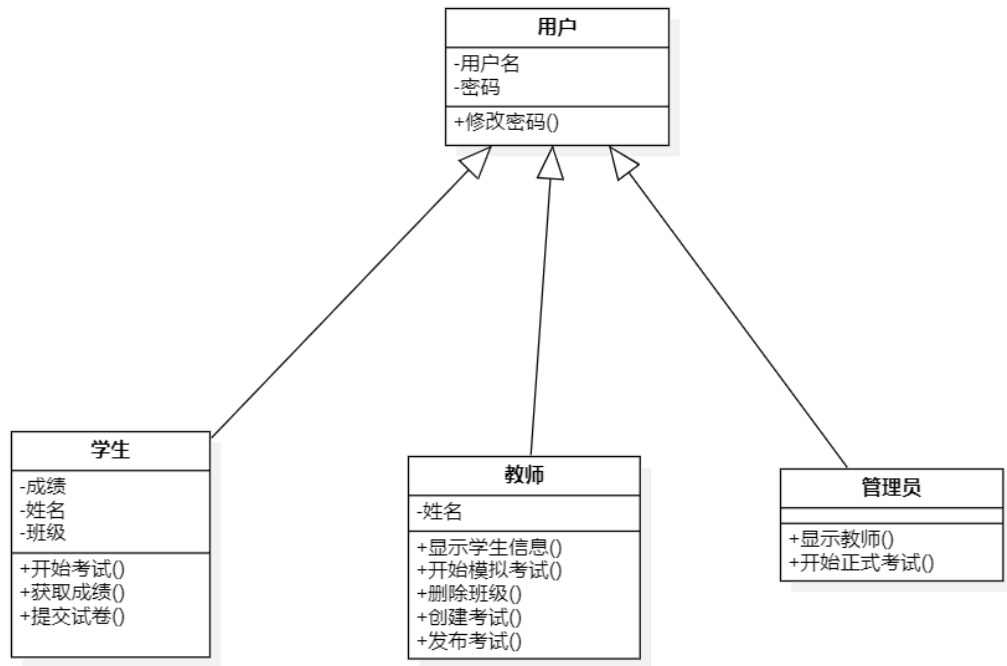 用户
-用户名
-密码
+修改密码()
学生
-成绩
-姓名
-班级
+开始考试()
+获取成绩()
+提交试卷()
教师
-姓名
+显示学生信息()
+开始模拟考试()
+删除班级()
+创建考试()
+发布考试()
管理员
+显示教师()
+开始正式考试()